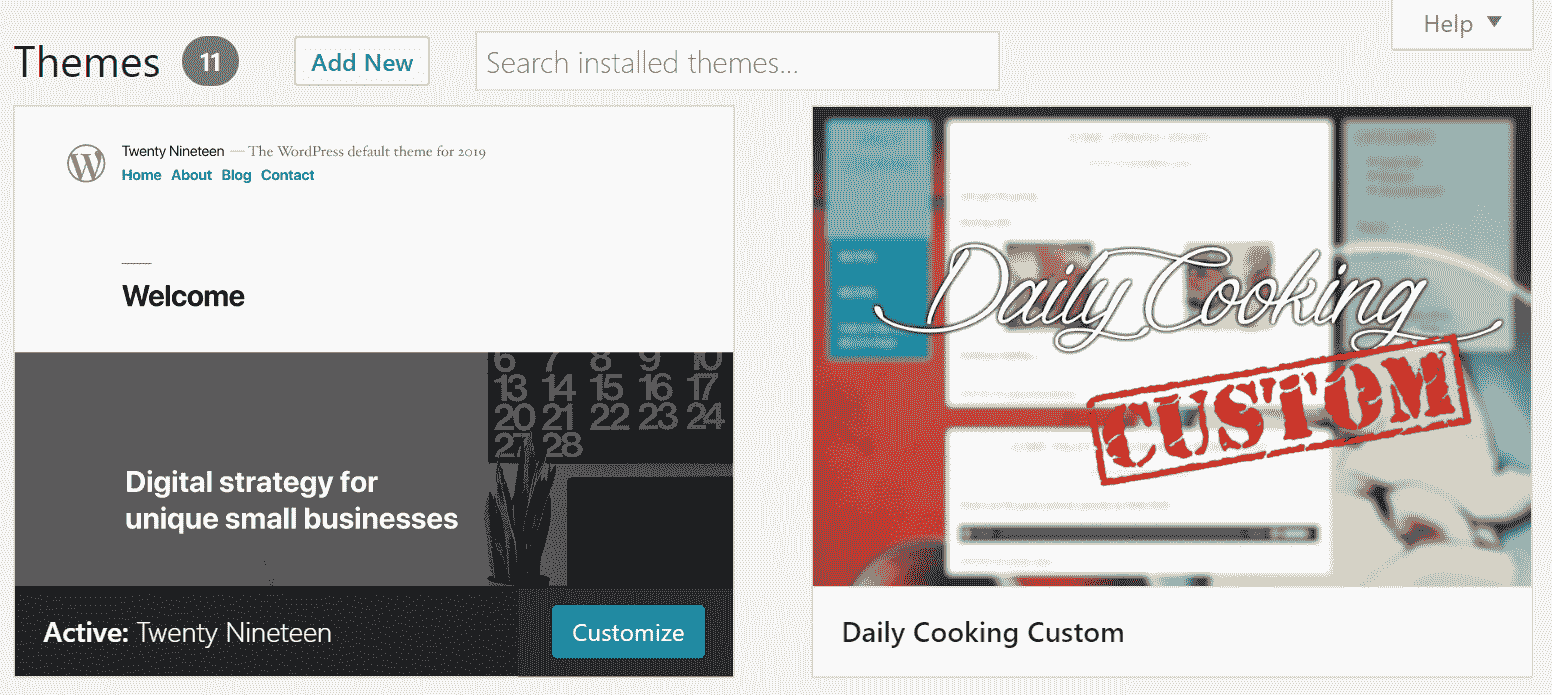 Help ▼
Themes 11 Add New Search installed themes...
Twenty Nineteen — The WordPress default theme for 2019
Home About Blog Contact
Welcome
6 7 8 9 10
13 14 15 16 17
20 21 22 23 24
27 28
Digital strategy for
unique small businesses
Active: Twenty Nineteen
Customize
Daily Cooking
CUSTOM
Daily Cooking Custom